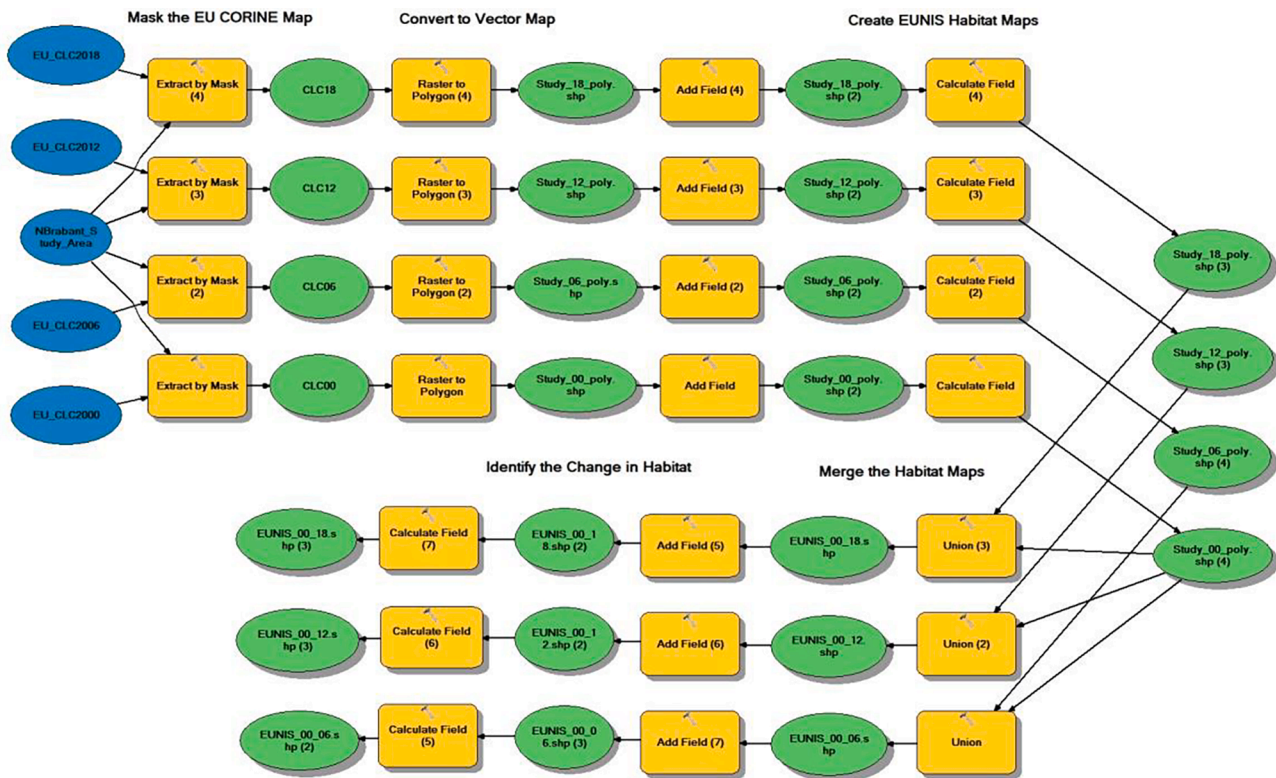 Mask the EU CORINE Map
Convert to Vector Map
Create EUNIS Habitat Maps
EU_CLC2018
Extract by Mask
(4)
CLC18
Raster to
Polygon (4)
Study_18_poly.
shp
Add Field (4)
Study_18_poly.
shp (2)
Calculate Field
(4)
EU_CLC2012
Extract by Mask
(3)
CLC12
Raster to
Polygon (3)
Study_12_poly.
shp
Add Field (3)
Study_12_poly.
shp (2)
Calculate Field
(3)
NBrabant_S
tudy_Area
Extract by Mask
(2)
CLC06
Raster to
Polygon (2)
Study_06_poly.s
hp
Add Field (2)
Study_06_poly.
shp (2)
Calculate Field
(2)
EU_CLC2006
Extract by Mask
CLC00
Raster to
Polygon
Study_00_poly.
shp
Add Field
Study_00_poly.
shp (2)
Calculate Field
EU_CLC2000
Study_18_poly.
shp (3)
Study_12_poly.
shp (3)
Study_06_poly.
shp (4)
Study_00_poly.
shp (4)
Identify the Change in Habitat
Merge the Habitat Maps
EUNIS_00_18.s
hp (3)
Calculate Field
(7)
EUNIS_00_1
8.shp (2)
Add Field (5)
EUNIS_00_18.s
hp
Union (3)
EUNIS_00_12.s
hp (3)
Calculate Field
(6)
EUNIS_00_1
2.shp (2)
Add Field (6)
EUNIS_00_12.
shp
Union (2)
EUNIS_00_06.s
hp (2)
Calculate Field
(5)
EUNIS_00_0
6.shp (3)
Add Field (7)
EUNIS_00_06.s
hp
Union